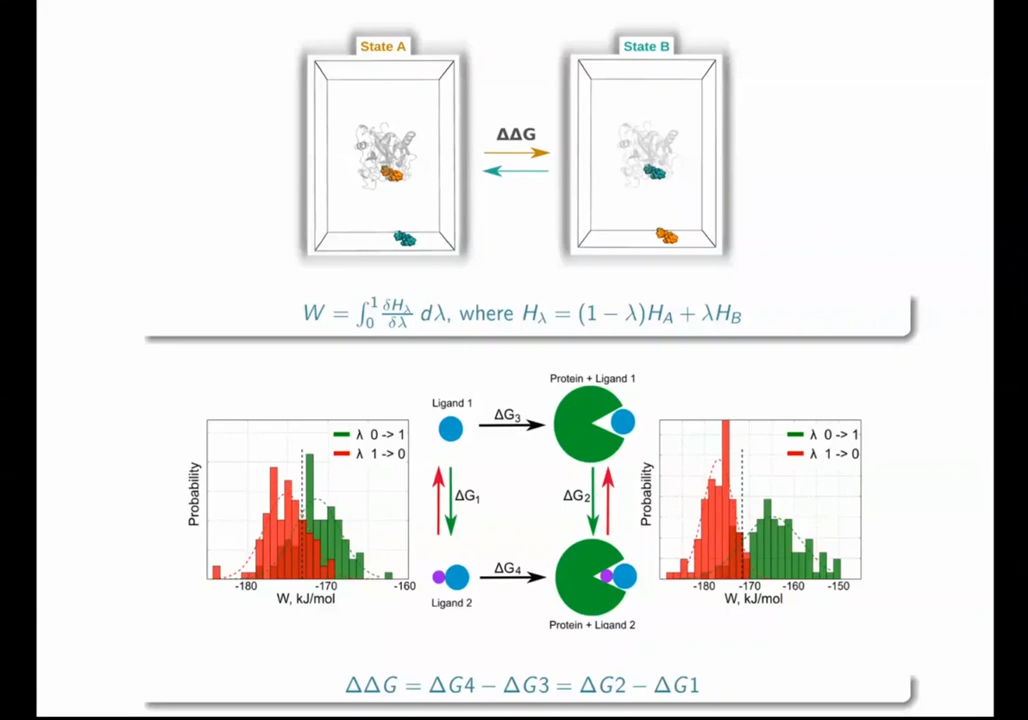 State A
State B
ΔΔG
W = ∫₀¹ δH_λ/δλ dλ, where H_λ = (1 − λ)H_A + λH_B
Protein + Ligand 1
Ligand 1
ΔG₃
λ 0 -> 1
λ 1 -> 0
Probability
-180
-170
-160
W, kJ/mol
ΔG₁
ΔG₂
λ 0 -> 1
λ 1 -> 0
Probability
-180
-170
-160
-150
W, kJ/mol
ΔG₄
Ligand 2
Protein + Ligand 2
ΔΔG = ΔG4 − ΔG3 = ΔG2 − ΔG1